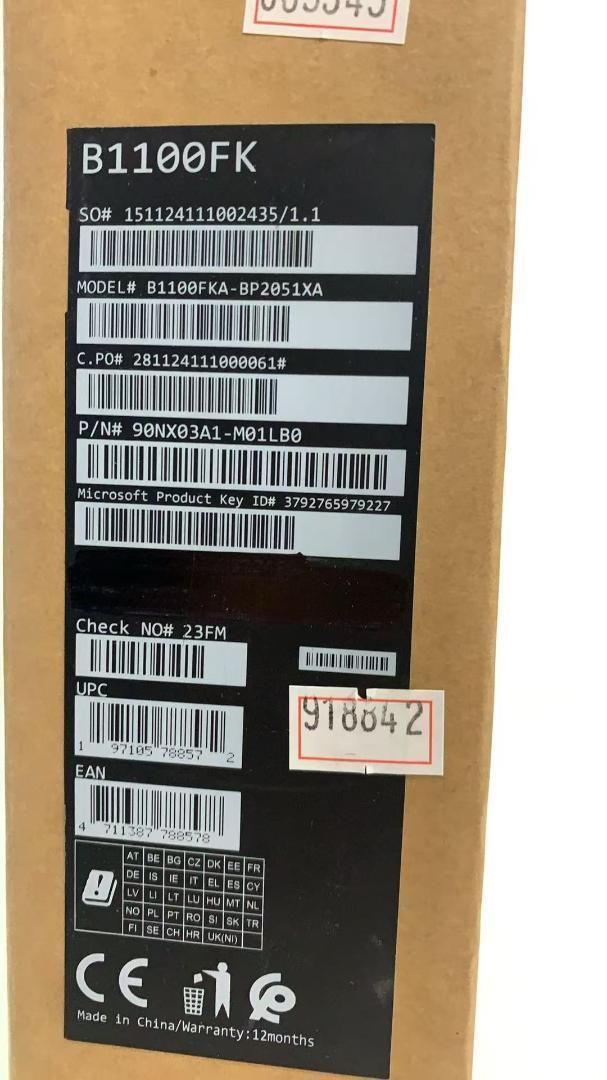 B1100FK
SO# 151124111002435/1.1
MODEL# B1100FKA-BP2051XA
C.PO# 281124111000061#
P/N# 90NX03A1-M01LB0
Microsoft Product Key ID# 3792765979227
Check NO# 23FM
UPC
1 97105 78857 2
918842
EAN
4 711387 788578
AT BE BG CZ DK EE FR
DE IS IE IT EL ES CY
LV LI LT LU HU MT NL
NO PL PT RO SI SK TR
FI SE CH HR UK(NI)
CE
Made in China/Warranty:12months